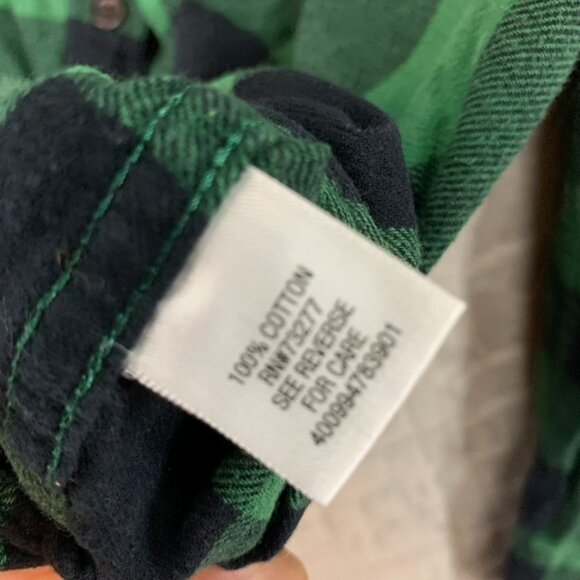 100% COTTON
RN#73277
SEE REVERSE
FOR CARE
400994783901